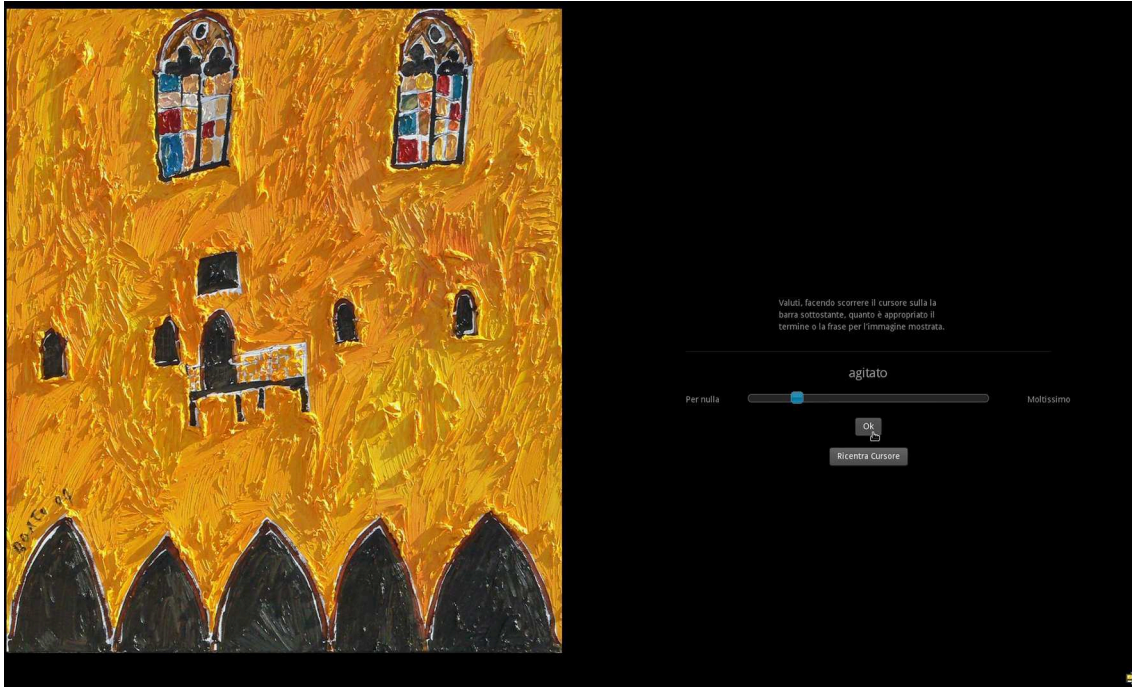 Valuti, facendo scorrere il cursore sulla la
barra sottostante, quanto è appropriato il
termine o la frase per l'immagine mostrata.
agitato
Per nulla
Moltissimo
Ok
Ricentra Cursore